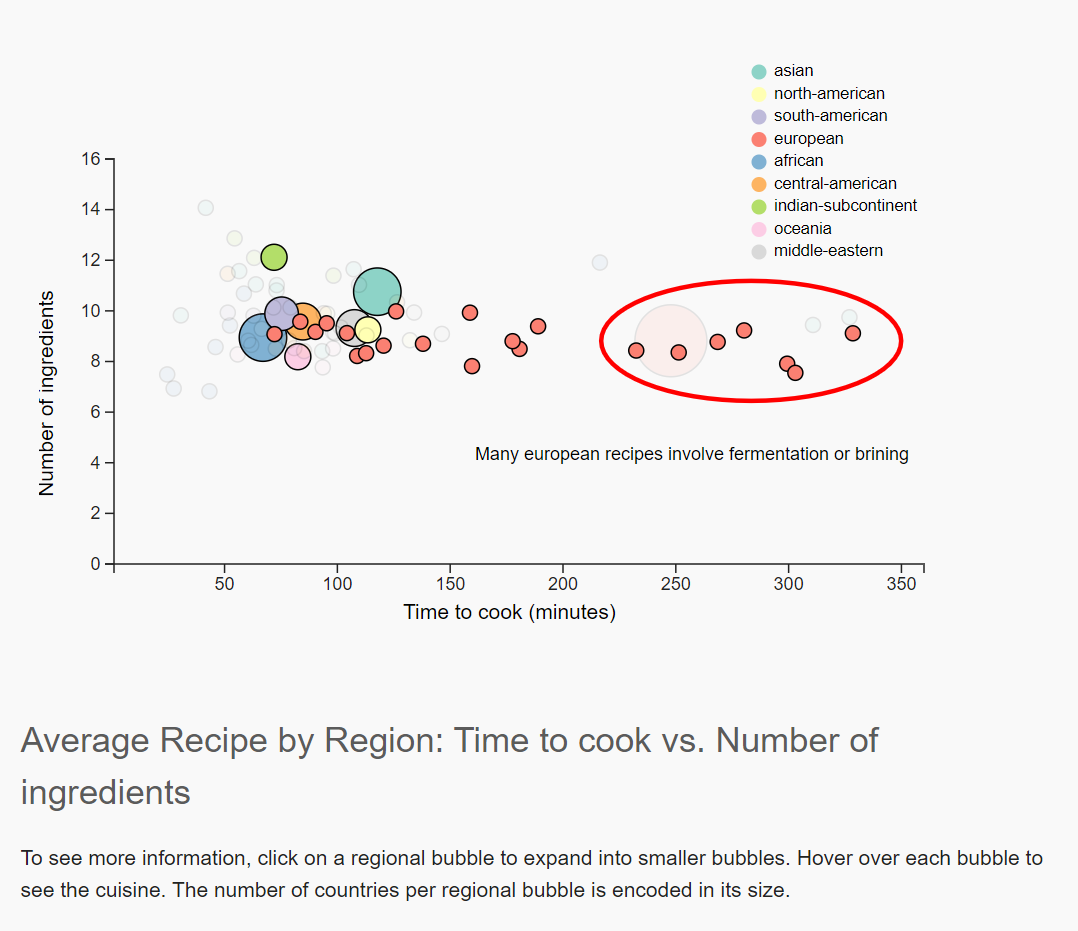 asian
north-american
south-american
european
african
central-american
indian-subcontinent
oceania
middle-eastern
16
14
12
10
8
6
4
2
0
Number of ingredients
Many european recipes involve fermentation or brining
50 100 150 200 250 300 350
Time to cook (minutes)
Average Recipe by Region: Time to cook vs. Number of
ingredients
To see more information, click on a regional bubble to expand into smaller bubbles. Hover over each bubble to
see the cuisine. The number of countries per regional bubble is encoded in its size.